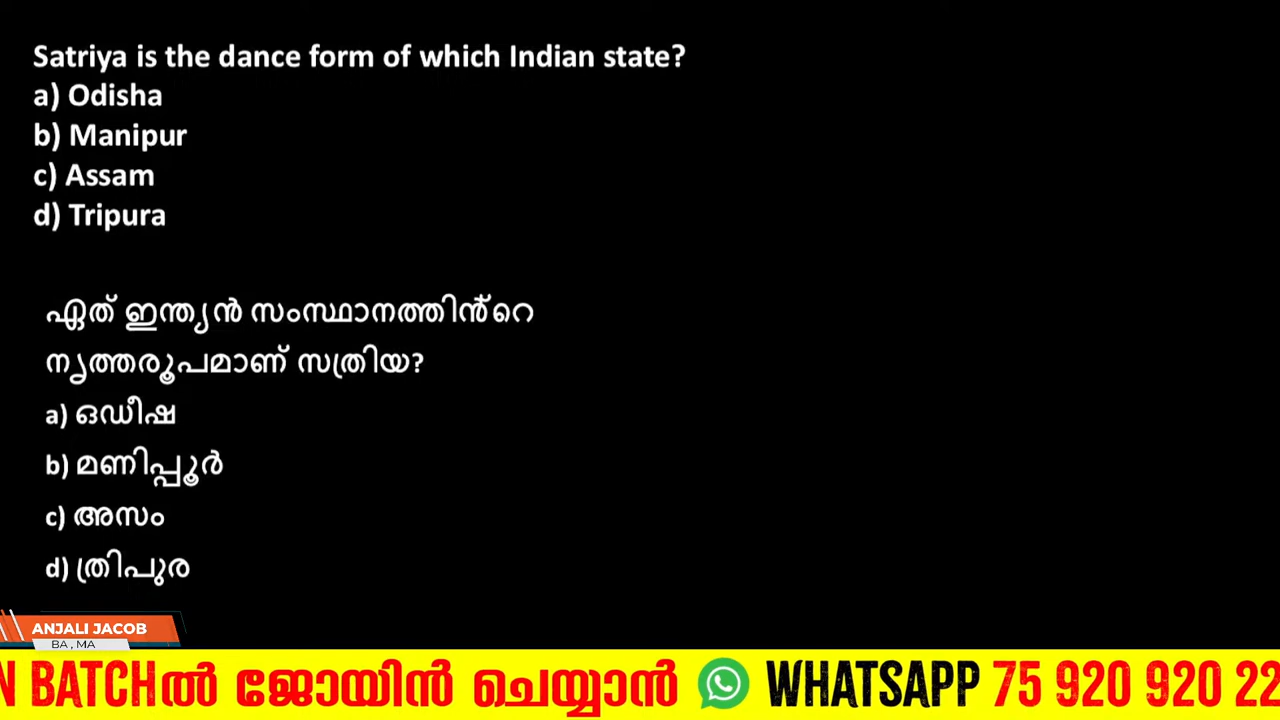 Satriya is the dance form of which Indian state?
a) Odisha
b) Manipur
c) Assam
d) Tripura
ഏത് ഇന്ത്യൻ സംസ്ഥാനത്തിൻ്റെ
നൃത്തരൂപമാണ് സത്രിയ?
a) ഒഡീഷ
b) മണിപ്പൂർ
c) അസം
d) ത്രിപുര
ANJALI JACOB
BA , MA
N BATCHൽ ജോയിൻ ചെയ്യാൻ WHATSAPP 75 920 920 22